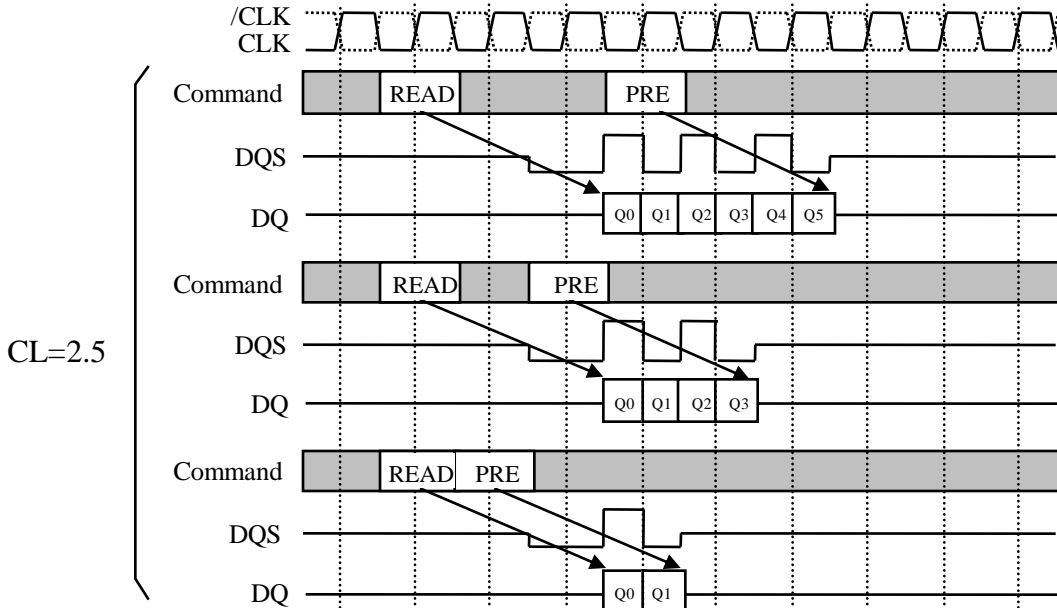 /CLK
CLK
Command READ PRE
DQS
DQ Q0 Q1 Q2 Q3 Q4 Q5
Command READ PRE
CL=2.5
DQS
DQ Q0 Q1 Q2 Q3
Command READ PRE
DQS
DQ Q0 Q1